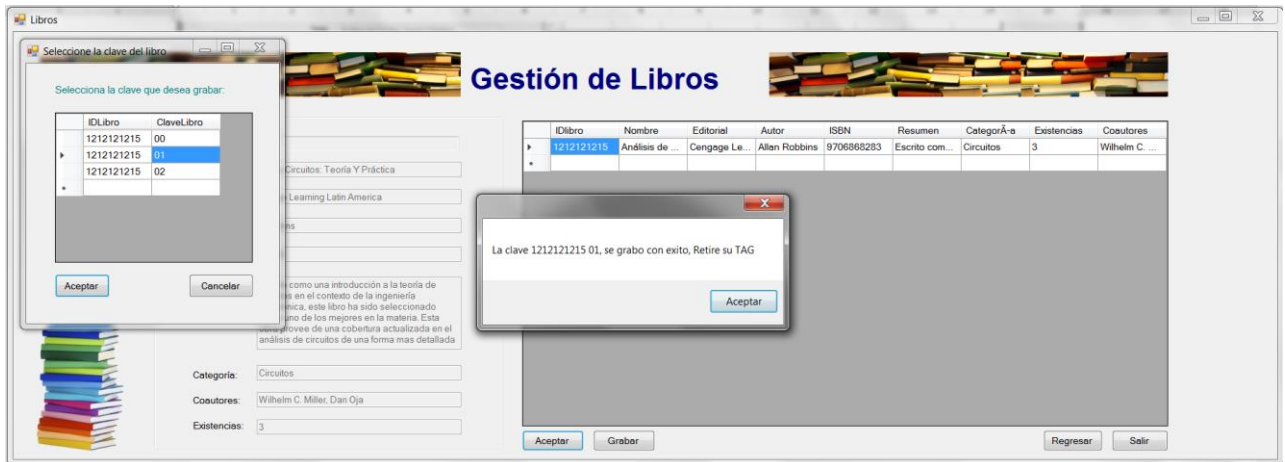 Libros
Seleccione la clave del libro
Selecciona la clave que desea grabar:
IDLibro ClaveLibro
1212121215 00
1212121215 01
1212121215 02
Aceptar Cancelar
Gestión de Libros
Circuitos: Teoría Y Práctica
Learning Latin America
como una introducción a la teoría de
en el contexto de la ingeniería
este libro ha sido seleccionado
uno de los mejores en la materia. Esta
provee de una cobertura actualizada en el
análisis de circuitos de una forma mas detallada
Categoría: Circuitos
Coautores: Wilhelm C. Miller, Dan Oja
Existencias: 3
IDlibro Nombre Editorial Autor ISBN Resumen CategorÃ-a Existencias Coautores
1212121215 Análisis de ... Cengage Le... Allan Robbins 9706868283 Escrito com... Circuitos 3 Wilhelm C. ...
La clave 1212121215 01, se grabo con exito, Retire su TAG
Aceptar
Aceptar Grabar Regresar Salir